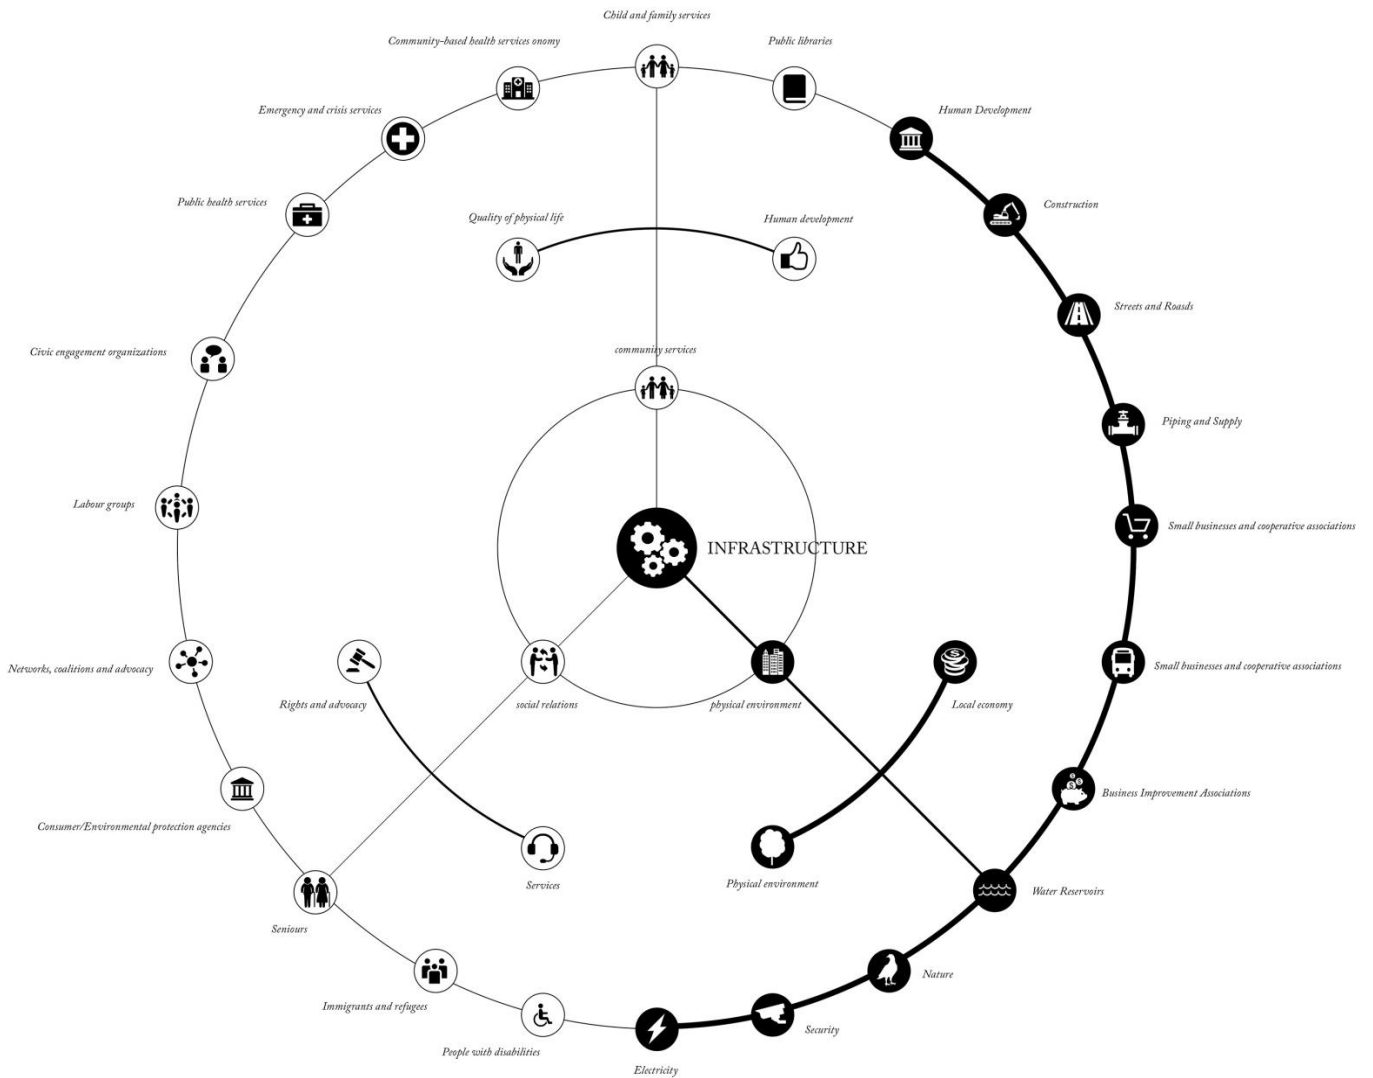 Child and family services
Community-based health services onomy
Public libraries
Emergency and crisis services
Human Development
Public health services
Construction
Quality of physical life
Human development
Streets and Roasds
Civic engagement organizations
community services
Piping and Supply
Labour groups
Small businesses and cooperative associations
INFRASTRUCTURE
Networks, coalitions and advocacy
Small businesses and cooperative associations
Rights and advocacy
social relations
physical environment
Local economy
Business Improvement Associations
Consumer/Environmental protection agencies
Services
Physical environment
Water Reservoirs
Seniours
Nature
Immigrants and refugees
Security
People with disabilities
Electricity